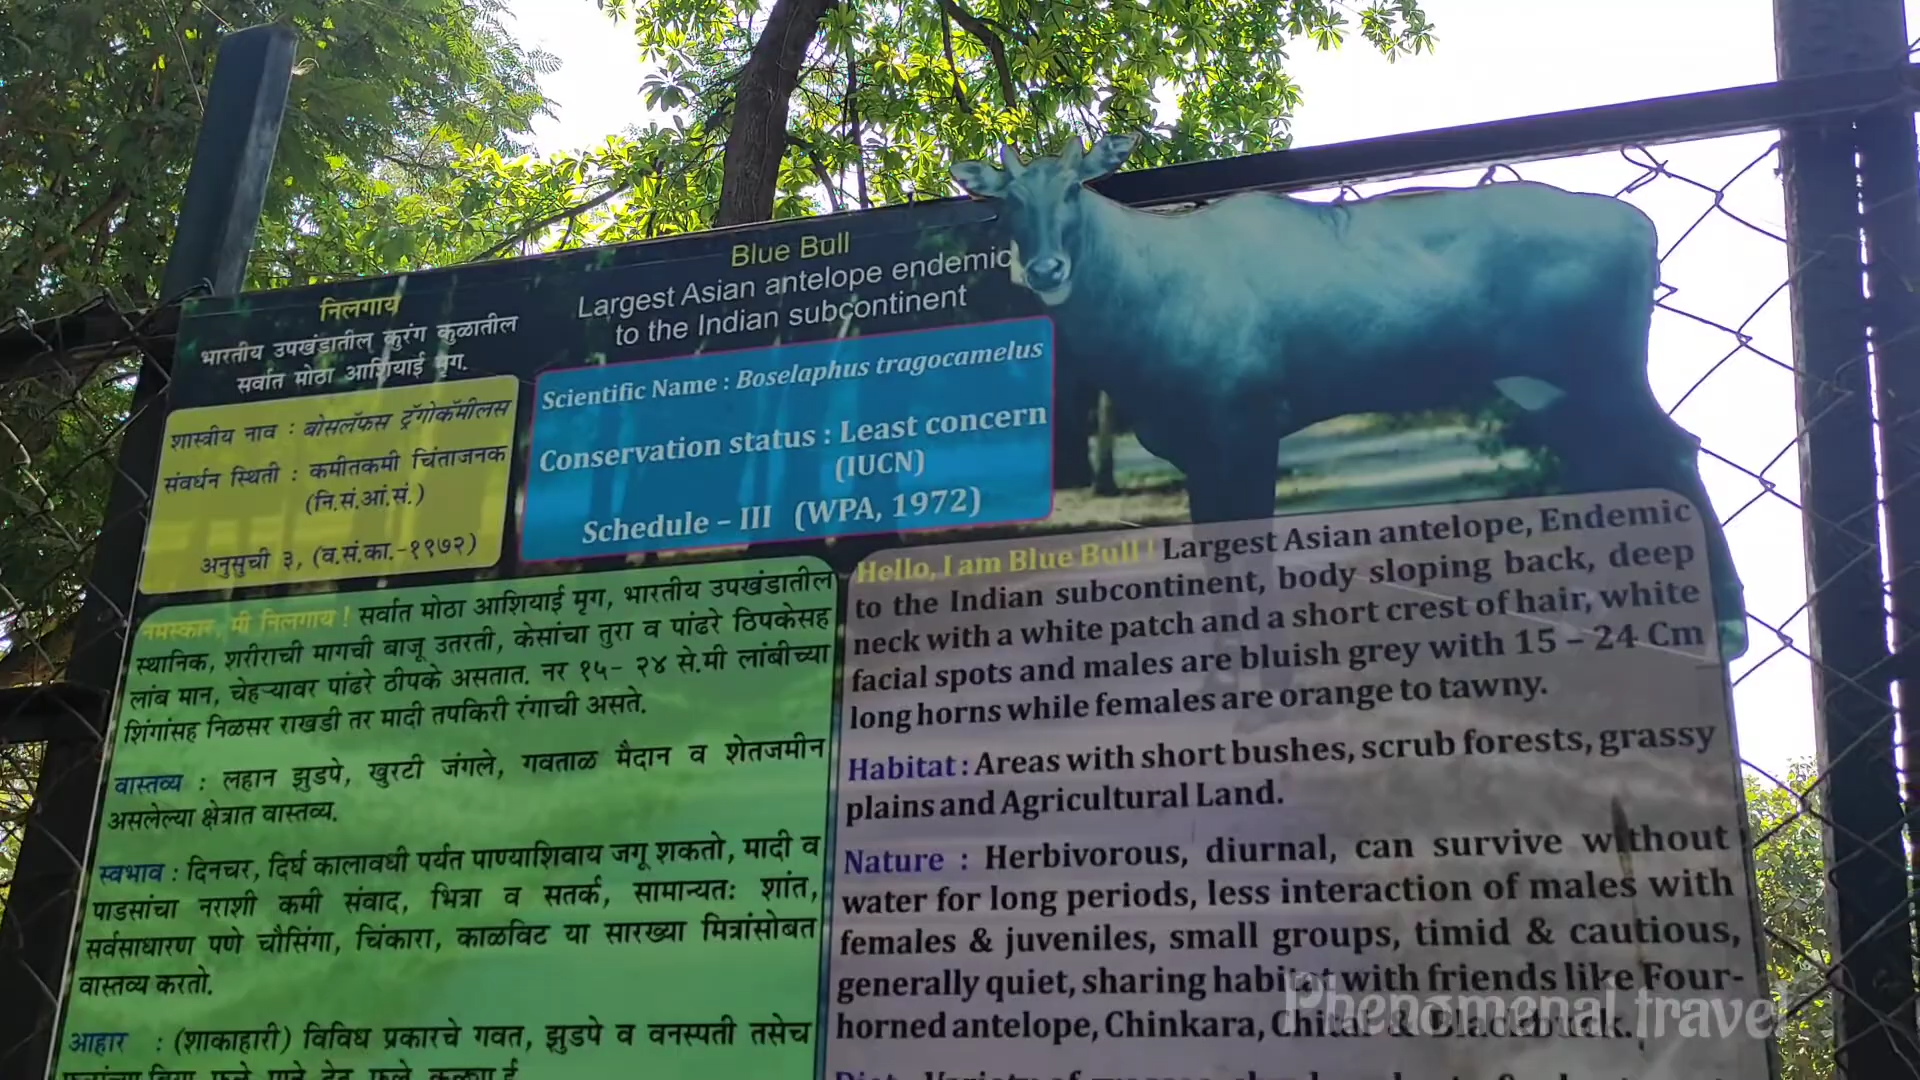 निलगाय
भारतीय उपखंडातील कुरंग कुळातील
सर्वात मोठा आशियाई मृग.
शास्त्रीय नाव : बोसलॅफस ट्रॅगोकॅमीलस
संवर्धन स्थिती : कमीतकमी चिंताजनक
(नि.सं.आं.सं.)
अनुसुची ३, (व.सं.का.-१९७२)
Blue Bull
Largest Asian antelope endemic
to the Indian subcontinent
Scientific Name : Boselaphus tragocamelus
Conservation status : Least concern
(IUCN)
Schedule – III (WPA, 1972)
नमस्कार, मी निलगाय ! सर्वात मोठा आशियाई मृग, भारतीय उपखंडातील
स्थानिक, शरीराची मागची बाजू उतरती, केसांचा तुरा व पांढरे ठिपकेसह
लांब मान, चेहऱ्यावर पांढरे ठीपके असतात. नर १५- २४ से.मी लांबीच्या
शिंगांसह निळसर राखडी तर मादी तपकिरी रंगाची असते.
वास्तव्य : लहान झुडपे, खुरटी जंगले, गवताळ मैदान व शेतजमीन
असलेल्या क्षेत्रात वास्तव्य.
स्वभाव : दिनचर, दिर्घ कालावधी पर्यत पाण्याशिवाय जगू शकतो, मादी व
पाडसांचा नराशी कमी संवाद, भित्रा व सतर्क, सामान्यतः शांत,
सर्वसाधारण पणे चौसिंगा, चिंकारा, काळविट या सारख्या मित्रांसोबत
वास्तव्य करतो.
आहार : (शाकाहारी) विविध प्रकारचे गवत, झुडपे व वनस्पती तसेच
Hello, I am Blue Bull ! Largest Asian antelope, Endemic
to the Indian subcontinent, body sloping back, deep
neck with a white patch and a short crest of hair, white
facial spots and males are bluish grey with 15 – 24 Cm
long horns while females are orange to tawny.
Habitat : Areas with short bushes, scrub forests, grassy
plains and Agricultural Land.
Nature : Herbivorous, diurnal, can survive without
water for long periods, less interaction of males with
females & juveniles, small groups, timid & cautious,
generally quiet, sharing habitat with friends like Four-
horned antelope, Chinkara, Chital & Blackbuck.
Phenomenal travel